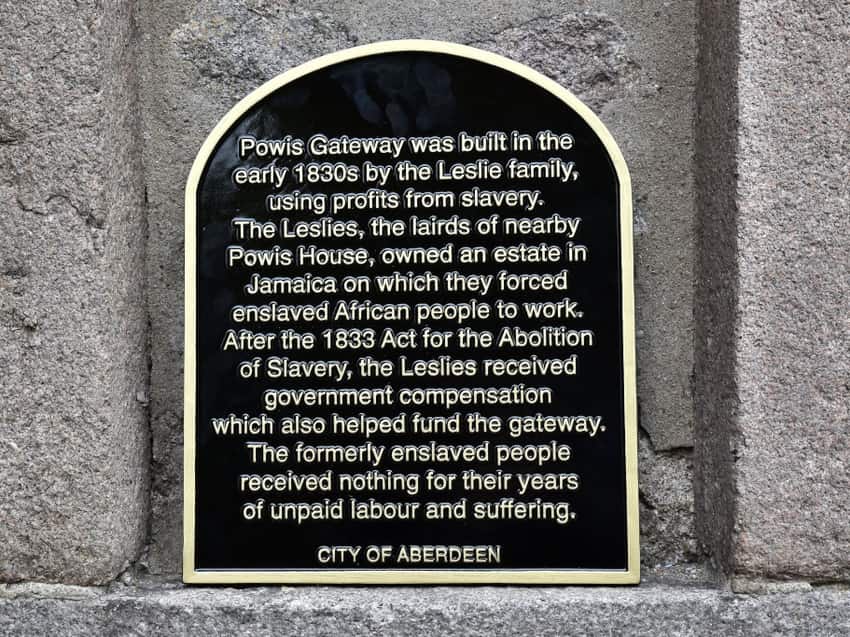 Powis Gateway was built in the
early 1830s by the Leslie family,
using profits from slavery.
The Leslies, the lairds of nearby
Powis House, owned an estate in
Jamaica on which they forced
enslaved African people to work.
After the 1833 Act for the Abolition
of Slavery, the Leslies received
government compensation
which also helped fund the gateway.
The formerly enslaved people
received nothing for their years
of unpaid labour and suffering.
CITY OF ABERDEEN